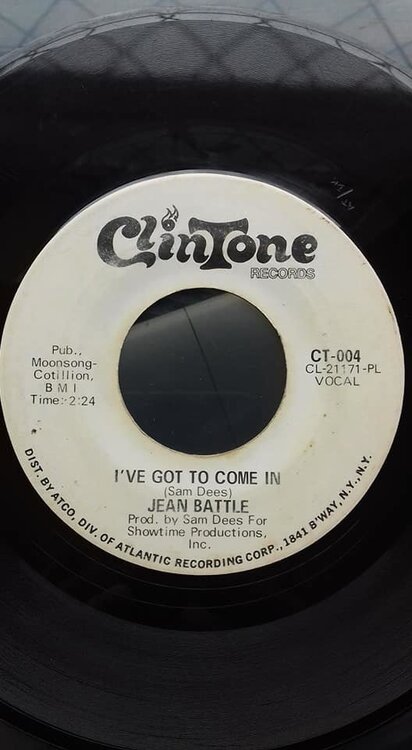 ClinTone
RECORDS
Pub.,
Moonsong-
Cotillion,
B M I
Time: 2:24
CT-004
CL-21171-PL
VOCAL
I'VE GOT TO COME IN
(Sam Dees)
JEAN BATTLE
Prod. by Sam Dees For
Showtime Productions,
Inc.
DIST. BY ATCO, DIV. OF ATLANTIC RECORDING CORP., 1841 B'WAY, N.Y., N.Y.